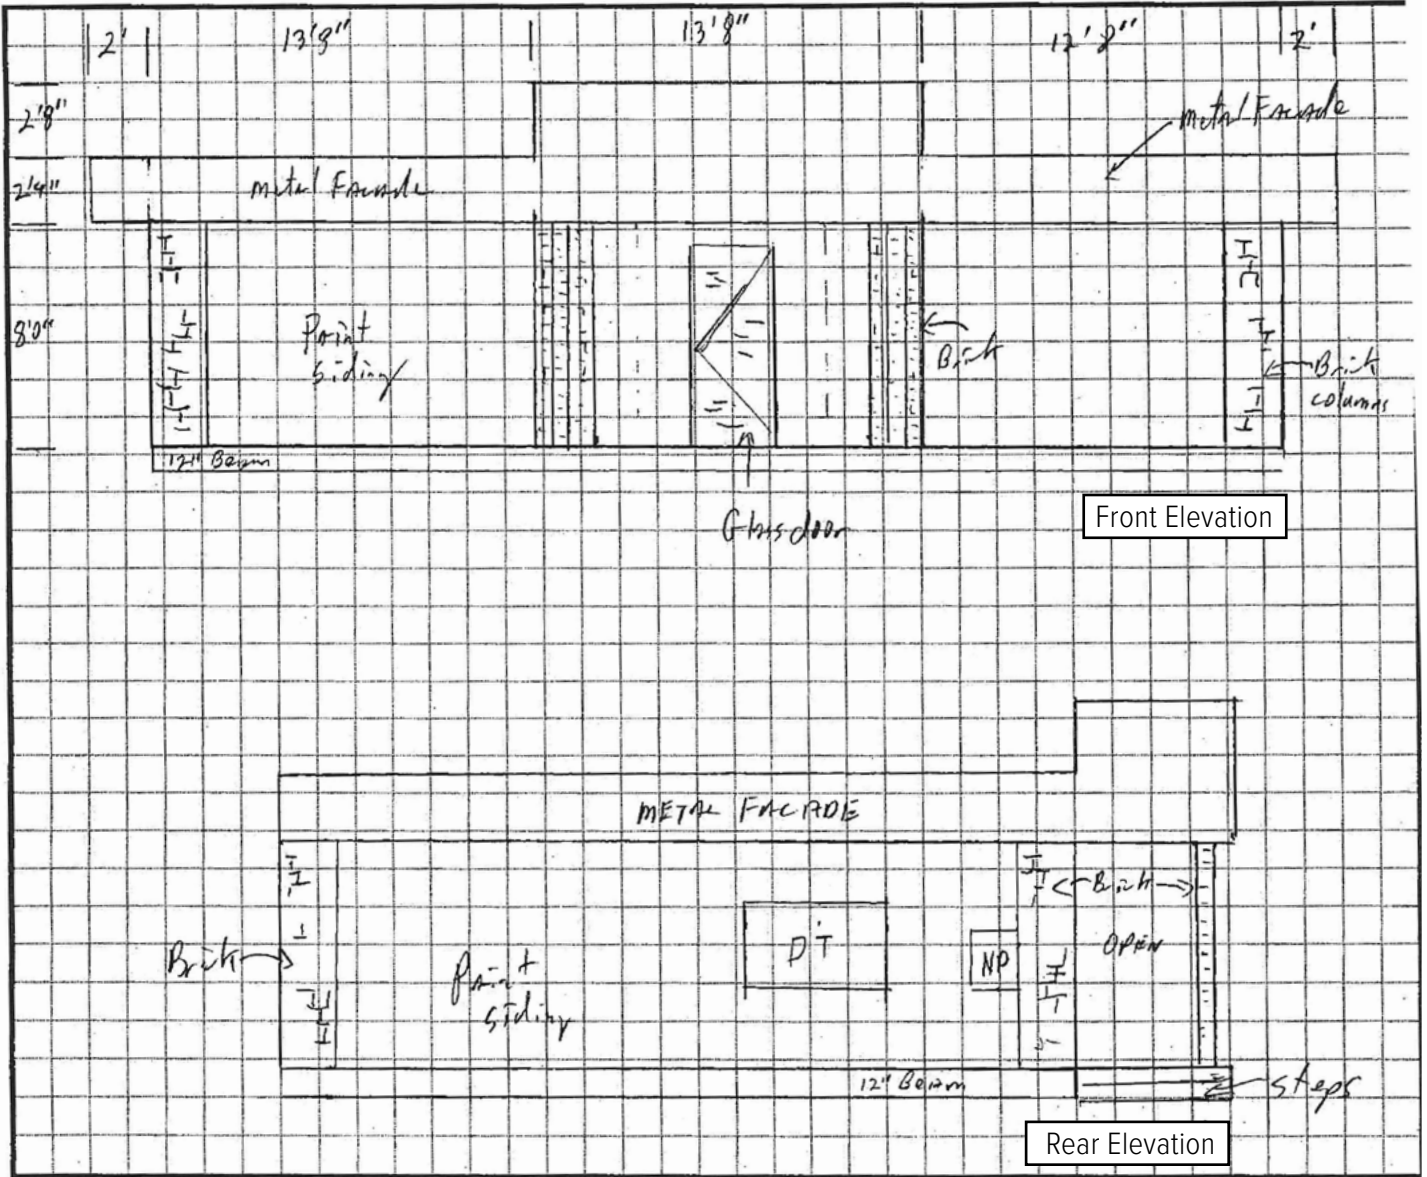 2'
13'8"
13'8"
12'8"
2'
2'8"
metal Facade
2'4"
metal Facade
8'0"
Paint
siding
Brick
Brick
columns
12" Beam
Glass door
Front Elevation
METAL FACADE
Brick
DT
NP
OPEN
Brick
Paint
siding
12" Beam
steps
Rear Elevation